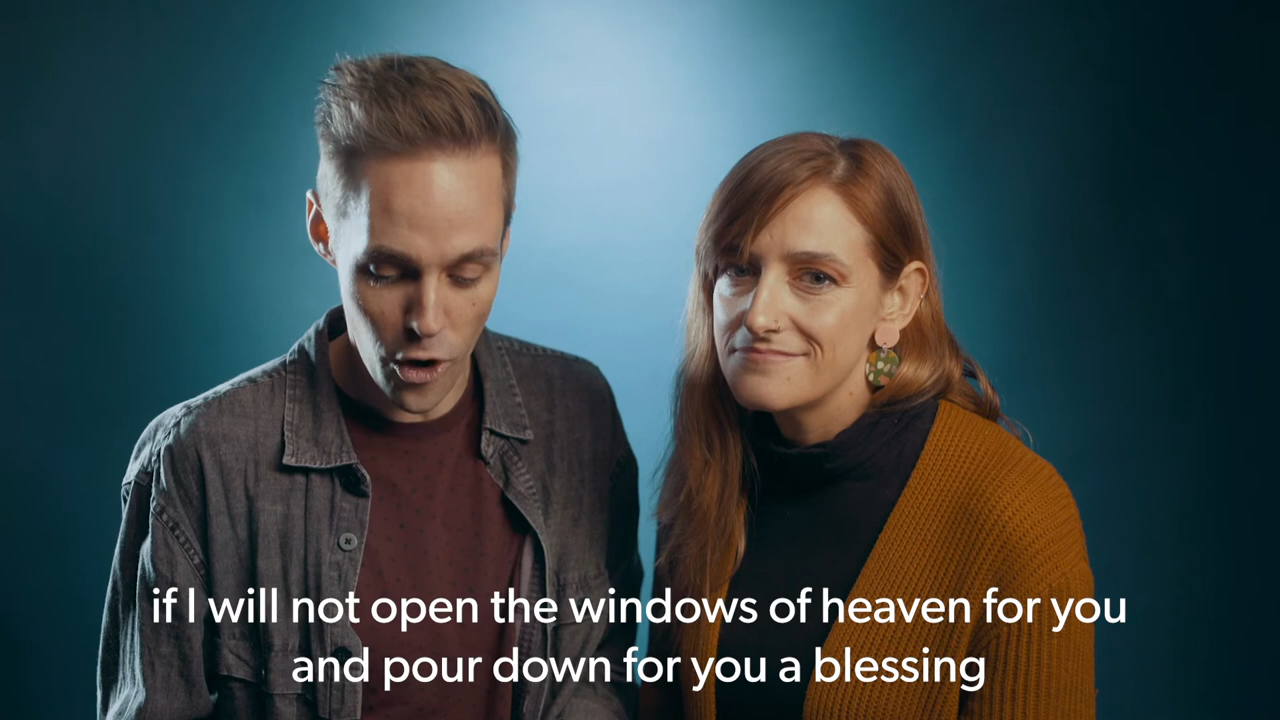 if I will not open the windows of heaven for you
and pour down for you a blessing